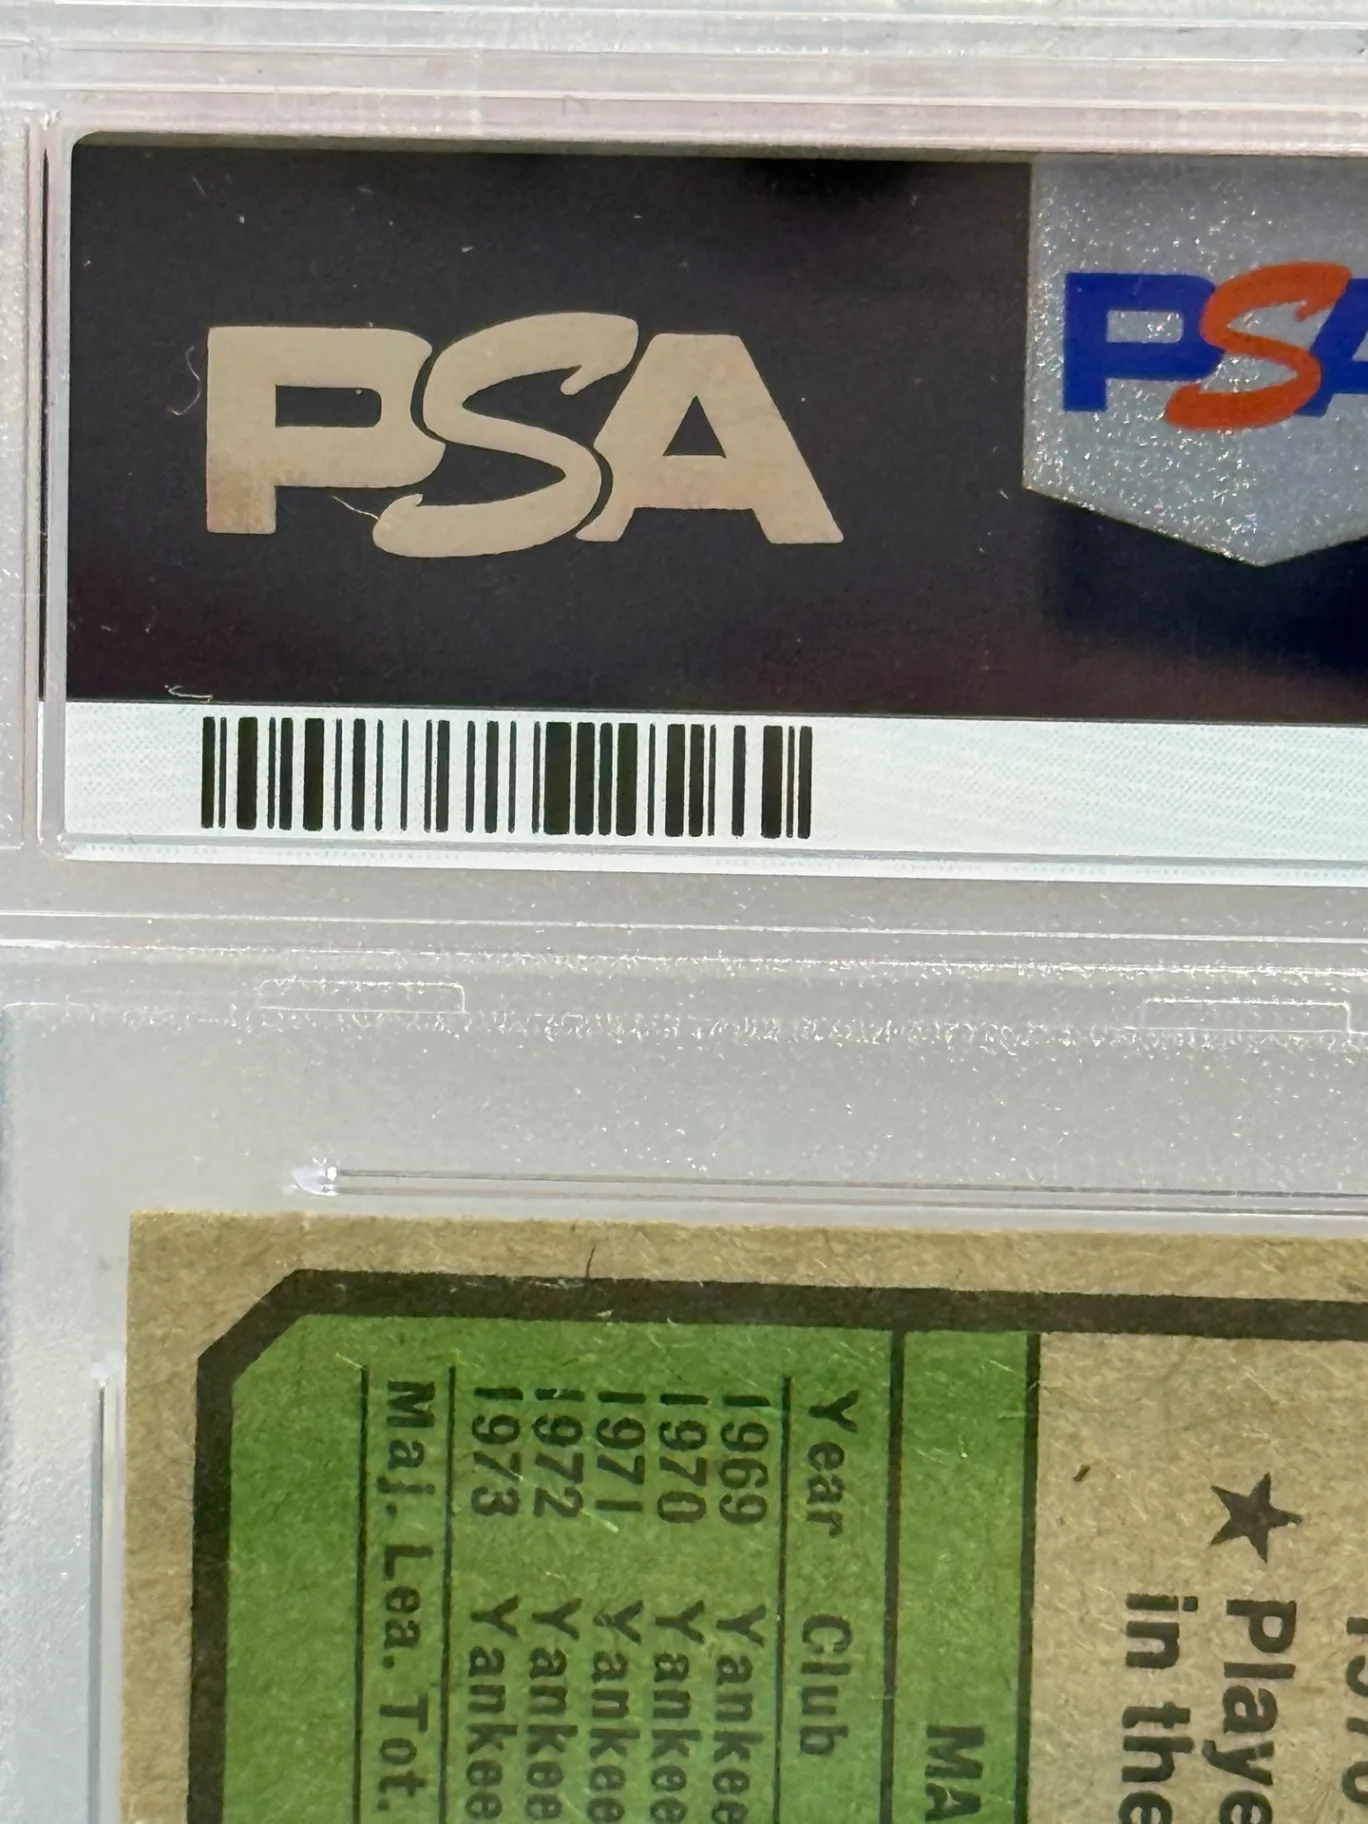 PSA
PSA
★ Playe
in the
MA
Year Club
1969 Yankee
1970 Yankee
1971 Yankee
1972 Yankee
1973 Yankee
Maj. Lea. Tot.